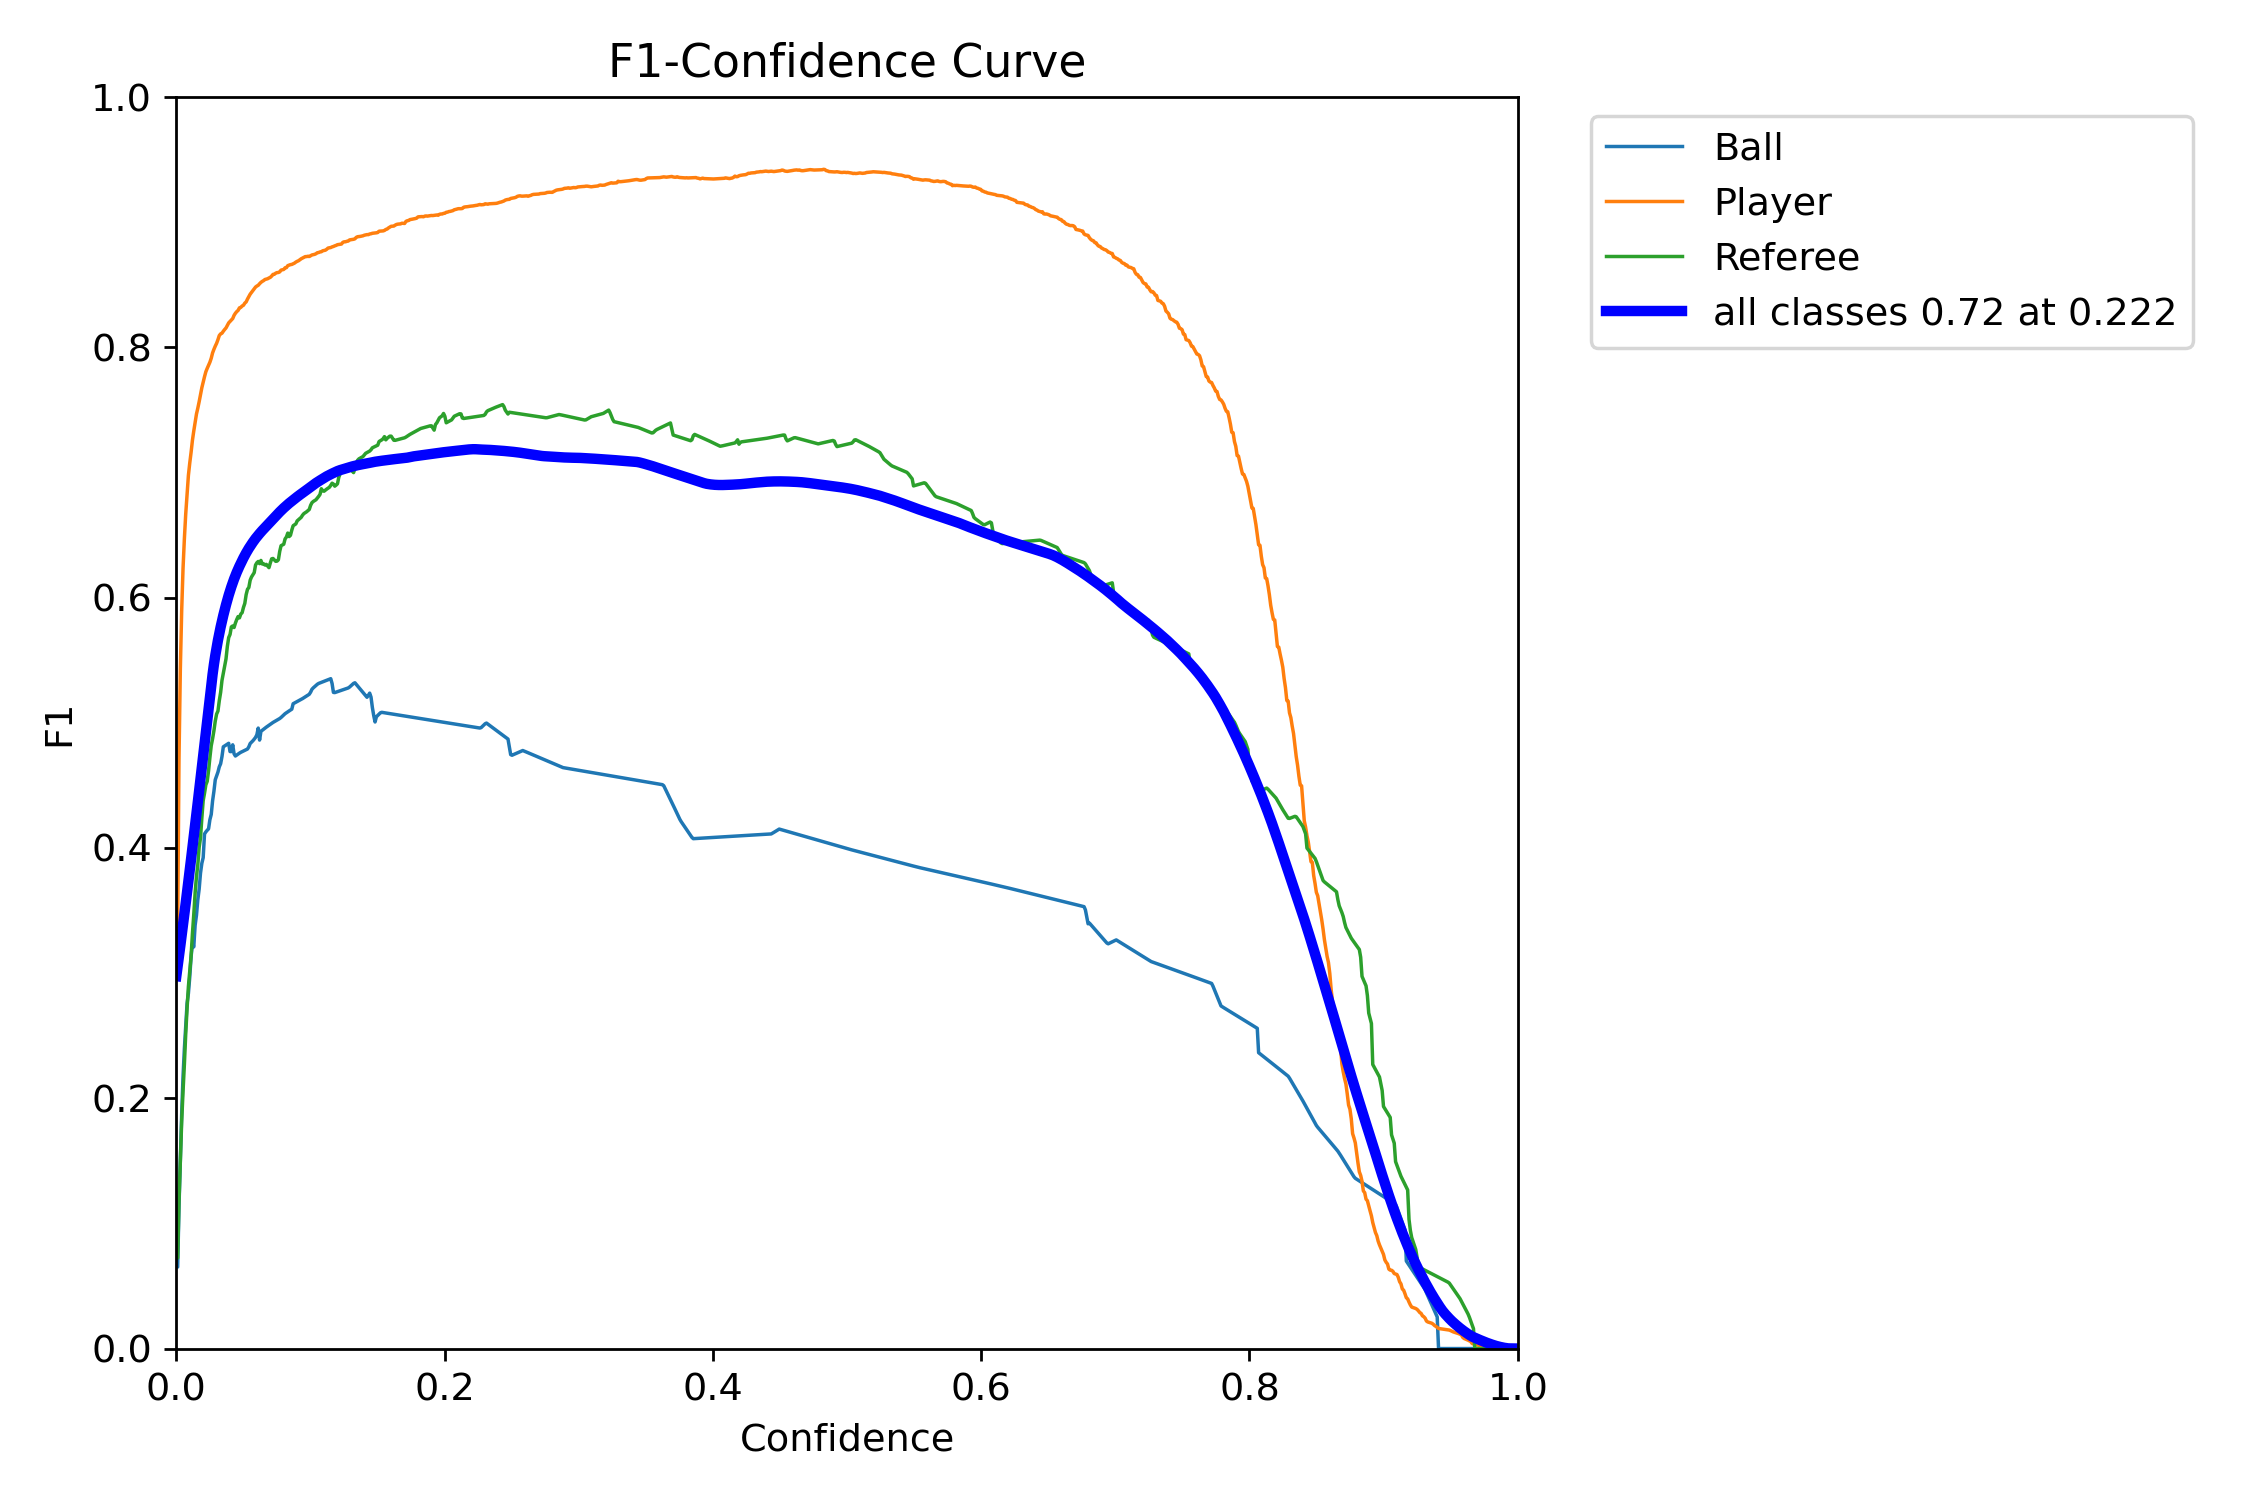 F1-Confidence Curve
1.0
0.8
0.6
0.4
0.2
0.0
F1
0.0 0.2 0.4 0.6 0.8 1.0
Confidence
Ball
Player
Referee
all classes 0.72 at 0.222